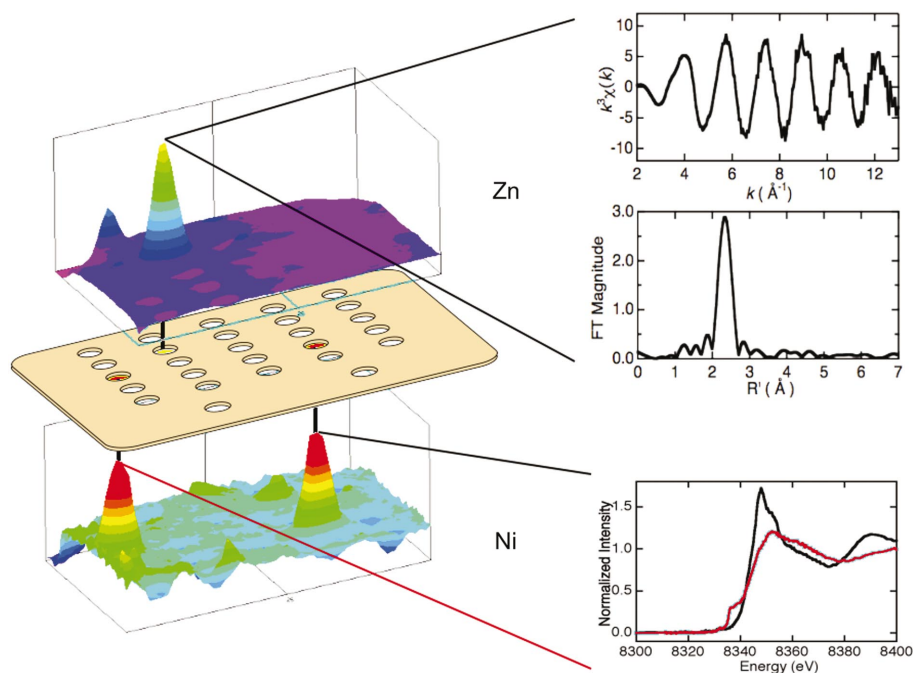 Zn
Ni
10
5
0
-5
-10
k³χ(k)
2 4 6 8 10 12
k ( Å⁻¹)
3.0
2.0
1.0
0.0
FT Magnitude
0 1 2 3 4 5 6 7
R' ( Å)
1.5
1.0
0.5
0.0
Normalized Intensity
8300 8320 8340 8360 8380 8400
Energy (eV)